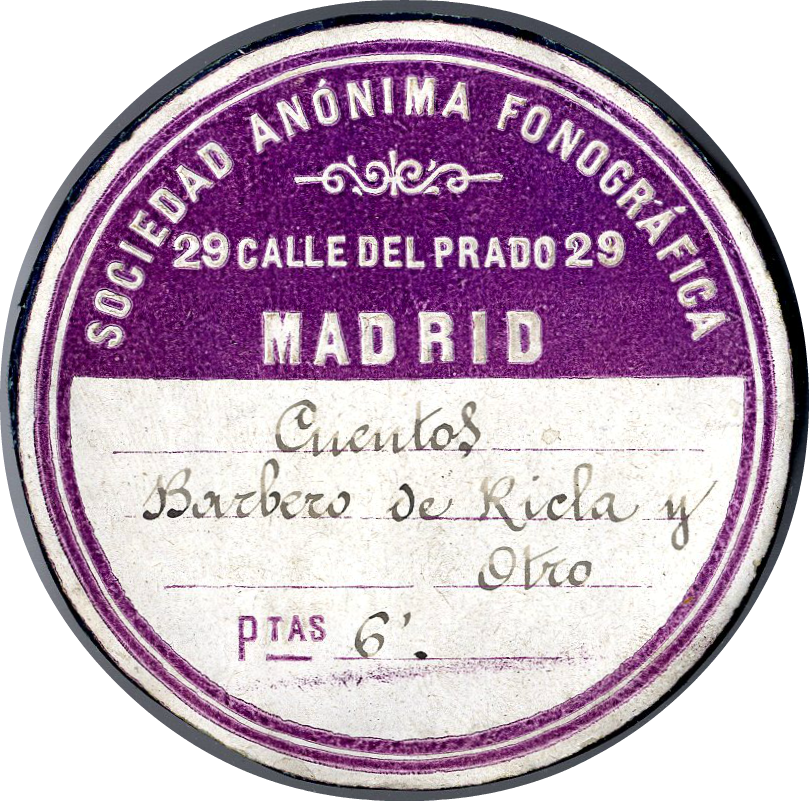 SOCIEDAD ANÓNIMA FONOGRÁFICA
29 CALLE DEL PRADO 29
MADRID
Cuentos
Barbero de Ricla y
Otro
PTAS 6'.